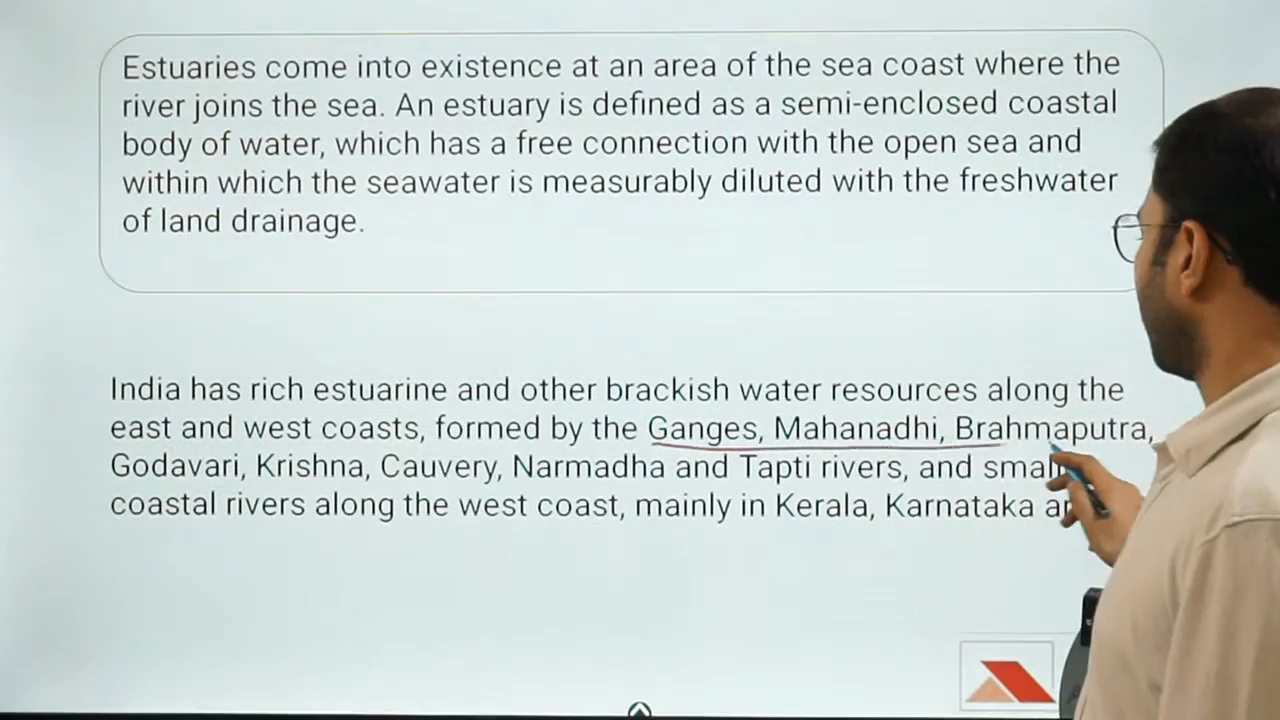 Estuaries come into existence at an area of the sea coast where the
river joins the sea. An estuary is defined as a semi-enclosed coastal
body of water, which has a free connection with the open sea and
within which the seawater is measurably diluted with the freshwater
of land drainage.
India has rich estuarine and other brackish water resources along the
east and west coasts, formed by the Ganges, Mahanadhi, Brahmaputra,
Godavari, Krishna, Cauvery, Narmadha and Tapti rivers, and small
coastal rivers along the west coast, mainly in Kerala, Karnataka